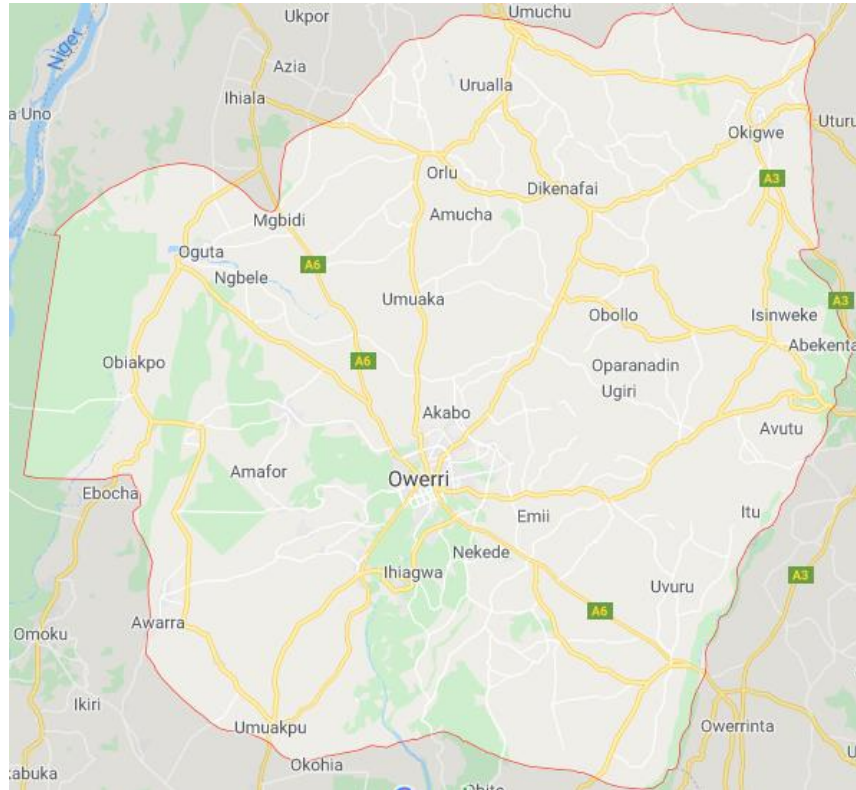 Umuchu
Ukpor
Niger
Azia
Urualla
Ihiala
a Uno
Uturu
Okigwe
Orlu
A3
Dikenafai
Amucha
Mgbidi
Oguta
A6
Ngbele
Umuaka
A3
Obollo
Isinweke
Abekenta
Obiakpo
A6
Oparanadin
Ugiri
Akabo
Avutu
Amafor
Owerri
Ebocha
Emii
Itu
Nekede
Ihiagwa
A3
Uvuru
A6
Awarra
Omoku
Ikiri
Umuakpu
Owerrinta
Okohia
kabuka